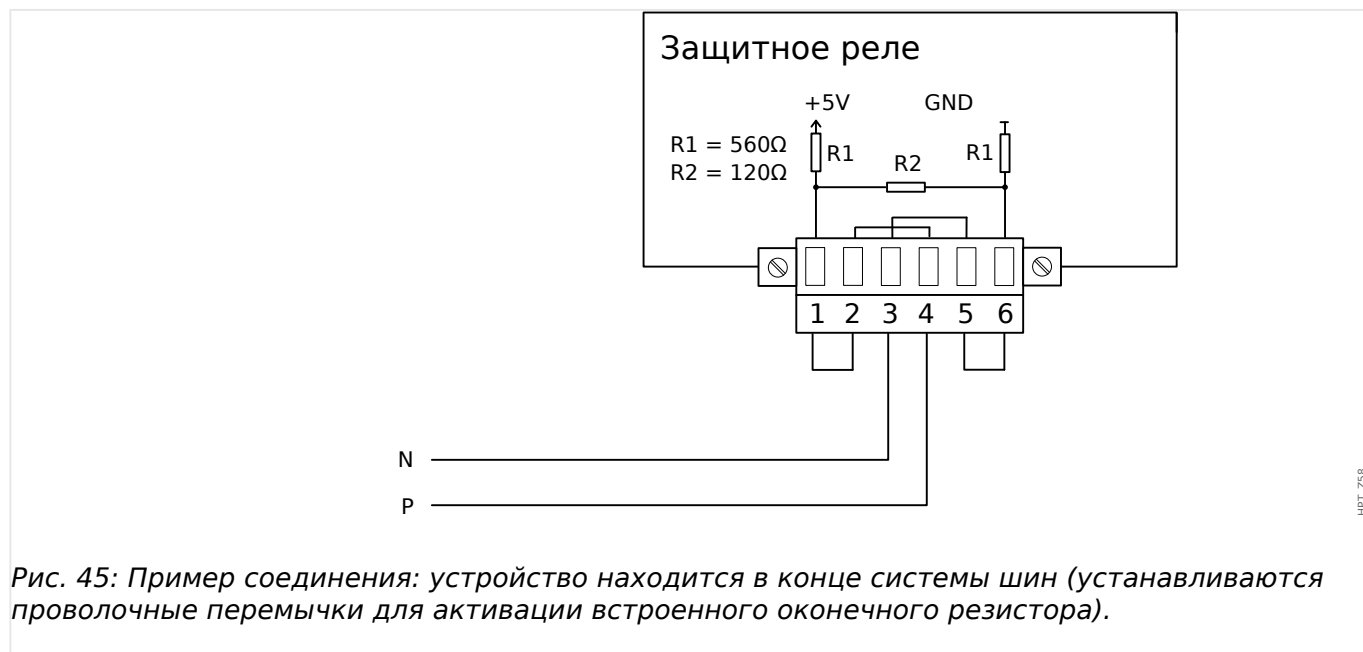 Защитное реле
+5V GND
R1 = 560Ω
R2 = 120Ω
R1 R2 R1
1 2 3 4 5 6
N
P
HPT_Z58
Рис. 45: Пример соединения: устройство находится в конце системы шин (устанавливаются
проволочные перемычки для активации встроенного оконечного резистора).